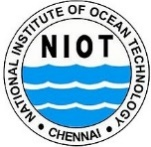 NATIONAL INSTITUTE OF OCEAN TECHNOLOGY
NIOT
• CHENNAI •